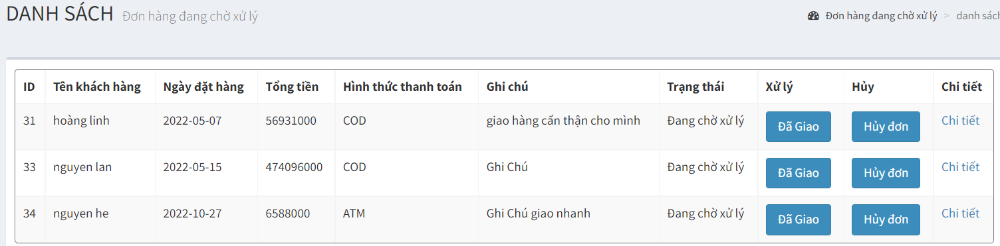 DANH SÁCH Đơn hàng đang chờ xử lý
Đơn hàng đang chờ xử lý > danh sách
ID Tên khách hàng Ngày đặt hàng Tổng tiền Hình thức thanh toán Ghi chú Trạng thái Xử lý Hủy Chi tiết
31 hoàng linh 2022-05-07 56931000 COD giao hàng cẩn thận cho mình Đang chờ xử lý Đã Giao Hủy đơn Chi tiết
33 nguyen lan 2022-05-15 474096000 COD Ghi Chú Đang chờ xử lý Đã Giao Hủy đơn Chi tiết
34 nguyen he 2022-10-27 6588000 ATM Ghi Chú giao nhanh Đang chờ xử lý Đã Giao Hủy đơn Chi tiết